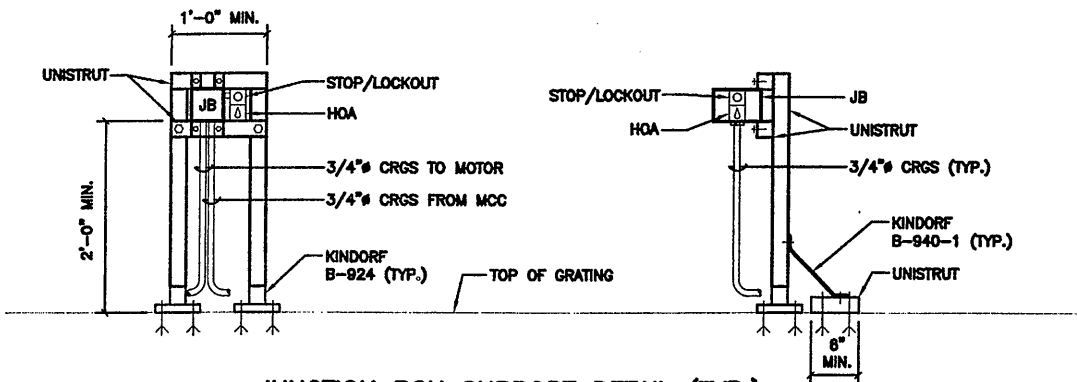 1'-0" MIN.
UNISTRUT
STOP/LOCKOUT
JB
HOA
3/4"ø CRGS TO MOTOR
3/4"ø CRGS FROM MCC
2'-0" MIN.
KINDORF
B-924 (TYP.)
TOP OF GRATING
STOP/LOCKOUT
HOA
JB
UNISTRUT
3/4"ø CRGS (TYP.)
KINDORF
B-940-1 (TYP.)
UNISTRUT
6"
MIN.
JUNCTION BOX SUPPORT DETAIL (TYP.)